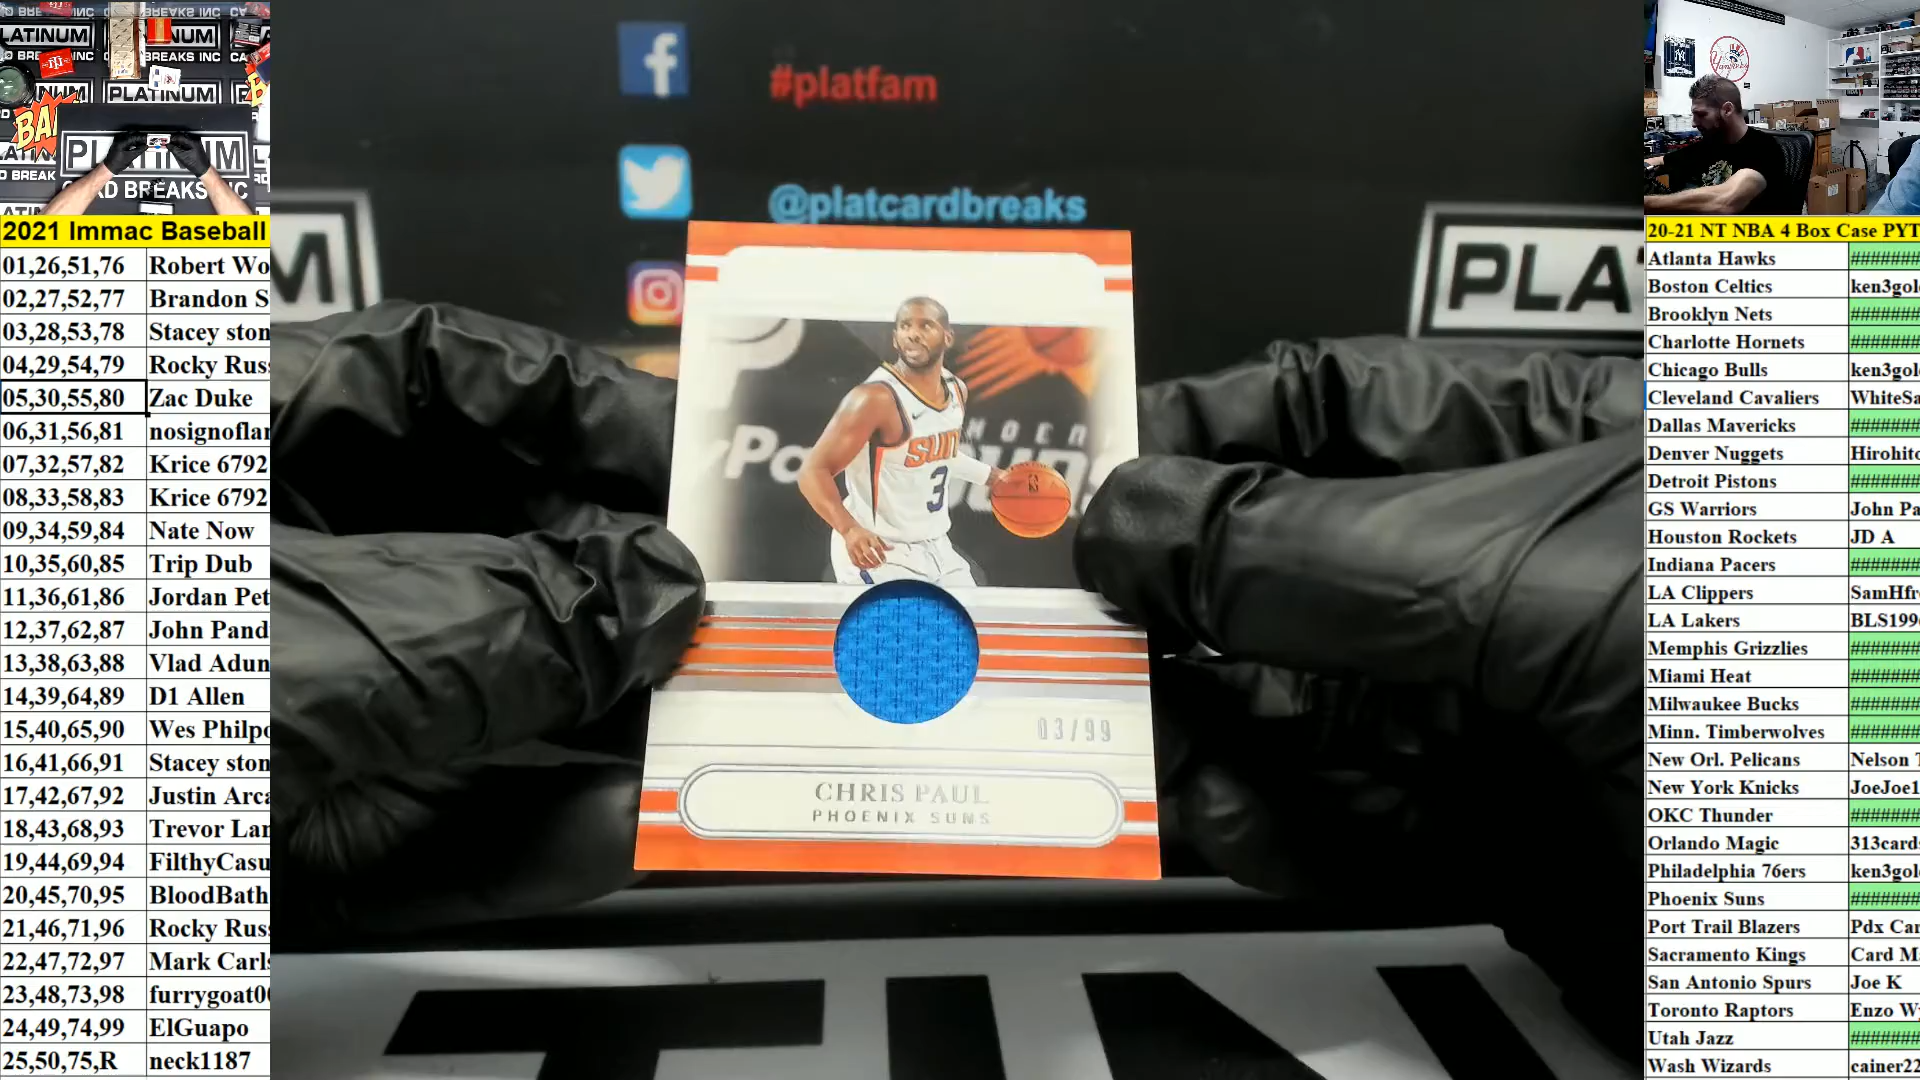 PLATINUM
CARD BREAKS INC
#platfam
@platcardbreaks
PLA
SUNS
3
03/99
CHRIS PAUL
PHOENIX SUNS
2021 Immac Baseball
01,26,51,76 Robert Wo
02,27,52,77 Brandon S
03,28,53,78 Stacey ston
04,29,54,79 Rocky Russ
05,30,55,80 Zac Duke
06,31,56,81 nosignoflan
07,32,57,82 Krice 6792
08,33,58,83 Krice 6792
09,34,59,84 Nate Now
10,35,60,85 Trip Dub
11,36,61,86 Jordan Pet
12,37,62,87 John Pand
13,38,63,88 Vlad Adun
14,39,64,89 D1 Allen
15,40,65,90 Wes Philpo
16,41,66,91 Stacey ston
17,42,67,92 Justin Arca
18,43,68,93 Trevor Lan
19,44,69,94 FilthyCasu
20,45,70,95 BloodBath
21,46,71,96 Rocky Russ
22,47,72,97 Mark Carls
23,48,73,98 furrygoat0
24,49,74,99 ElGuapo
25,50,75,R neck1187
20-21 NT NBA 4 Box Case PYT
Atlanta Hawks #######
Boston Celtics ken3gol
Brooklyn Nets #######
Charlotte Hornets #######
Chicago Bulls ken3gol
Cleveland Cavaliers WhiteSa
Dallas Mavericks #######
Denver Nuggets Hirohito
Detroit Pistons #######
GS Warriors John Pa
Houston Rockets JD A
Indiana Pacers #######
LA Clippers SamHfr
LA Lakers BLS199
Memphis Grizzlies #######
Miami Heat #######
Milwaukee Bucks #######
Minn. Timberwolves #######
New Orl. Pelicans Nelson T
New York Knicks JoeJoe1
OKC Thunder #######
Orlando Magic 313card
Philadelphia 76ers ken3gol
Phoenix Suns #######
Port Trail Blazers Pdx Car
Sacramento Kings Card M
San Antonio Spurs Joe K
Toronto Raptors Enzo W
Utah Jazz #######
Wash Wizards cainer22